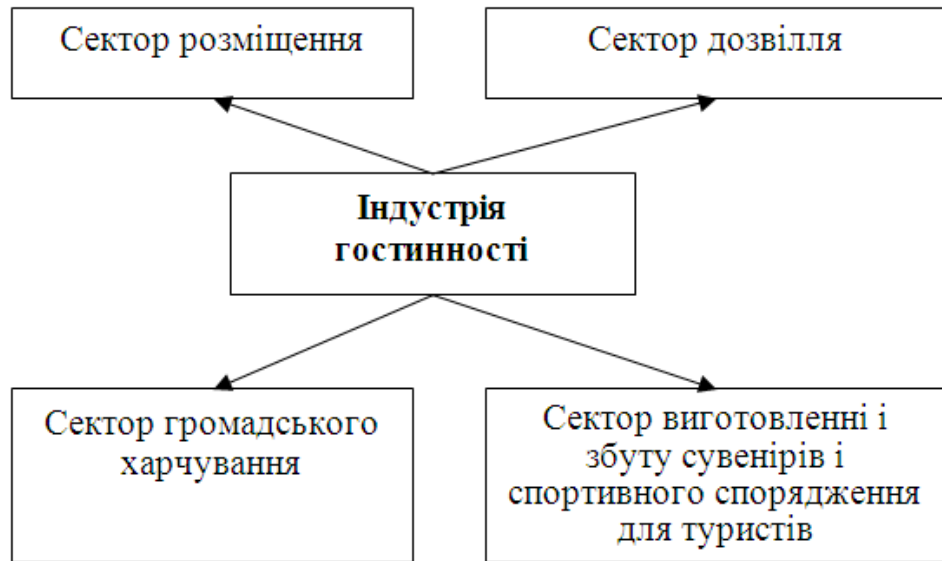 Сектор розміщення
Сектор дозвілля
Індустрія
гостинності
Сектор громадського
харчування
Сектор виготовленні і
збуту сувенірів і
спортивного спорядження
для туристів